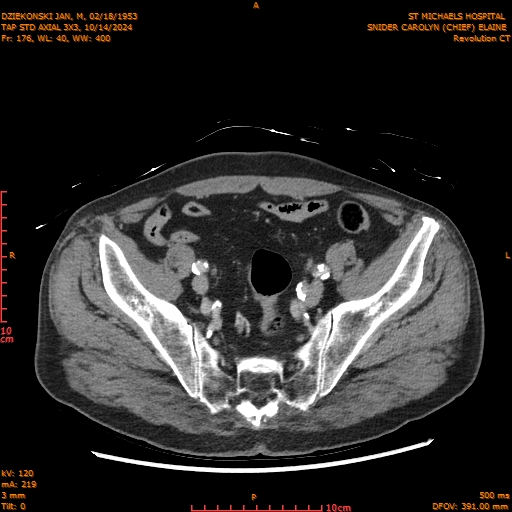 A
DZIEKONSKI JAN, M, 02/18/1953
TAP STD AXIAL 3X3, 10/14/2024
Fr: 176, WL: 40, WW: 400
ST MICHAELS HOSPITAL
SNIDER CAROLYN (CHIEF) ELAINE
Revolution CT
R
L
10
cm
kV: 120
mA: 219
3 mm
Tilt: 0
P
10cm
500 ms
DFOV: 391.00 mm